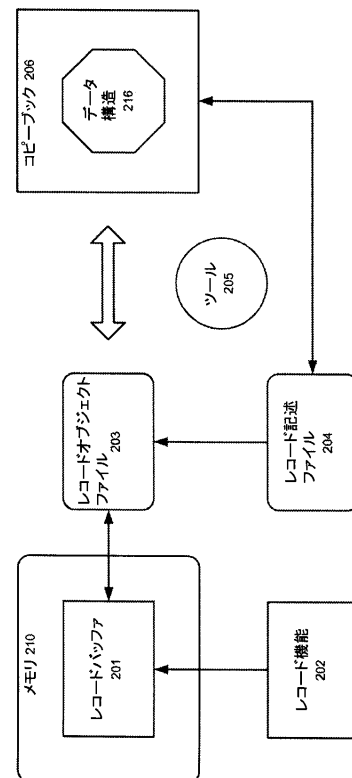 メモリ 210
レコードバッファ
201
レコード機能
202
レコードオブジェクト
ファイル 203
レコード記述
ファイル
204
ツール
205
コピーブック 206
データ
構造
216